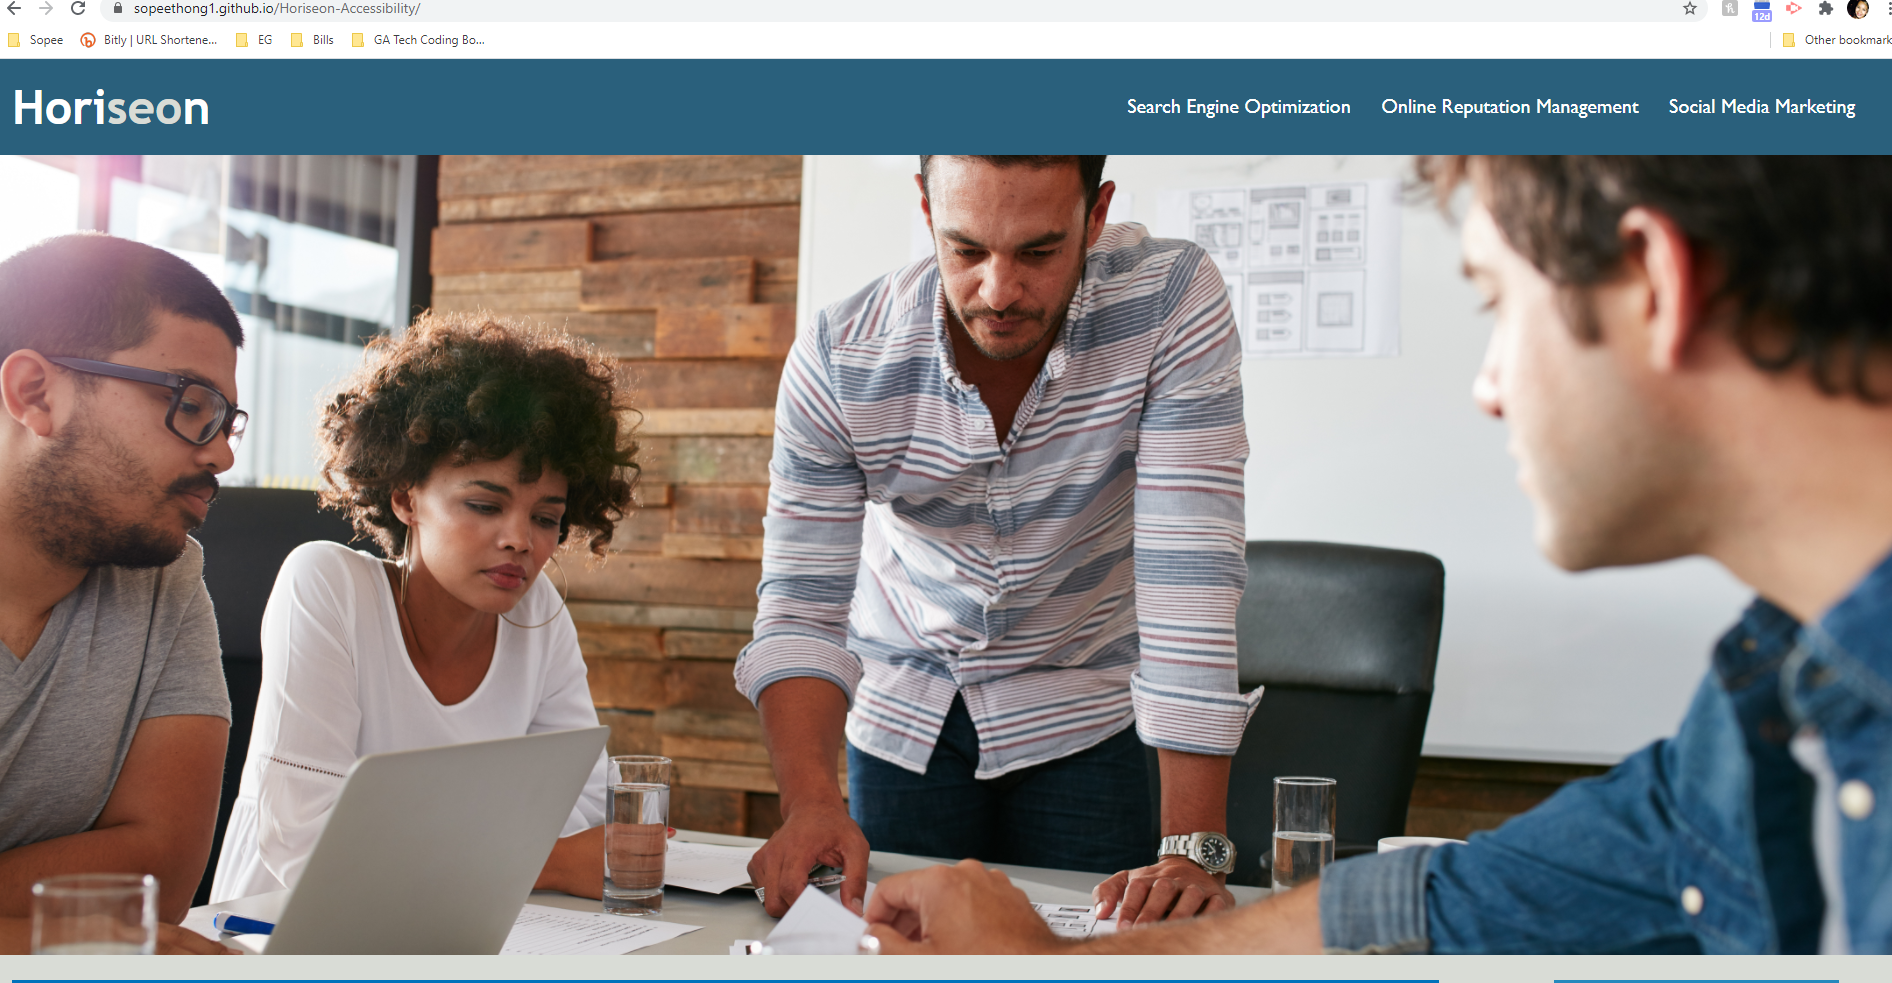 sopeethong1.github.io/Horiseon-Accessibility/
12d
Sopee Bitly | URL Shortene... EG Bills GA Tech Coding Bo... Other bookmark
Horiseon Search Engine Optimization Online Reputation Management Social Media Marketing